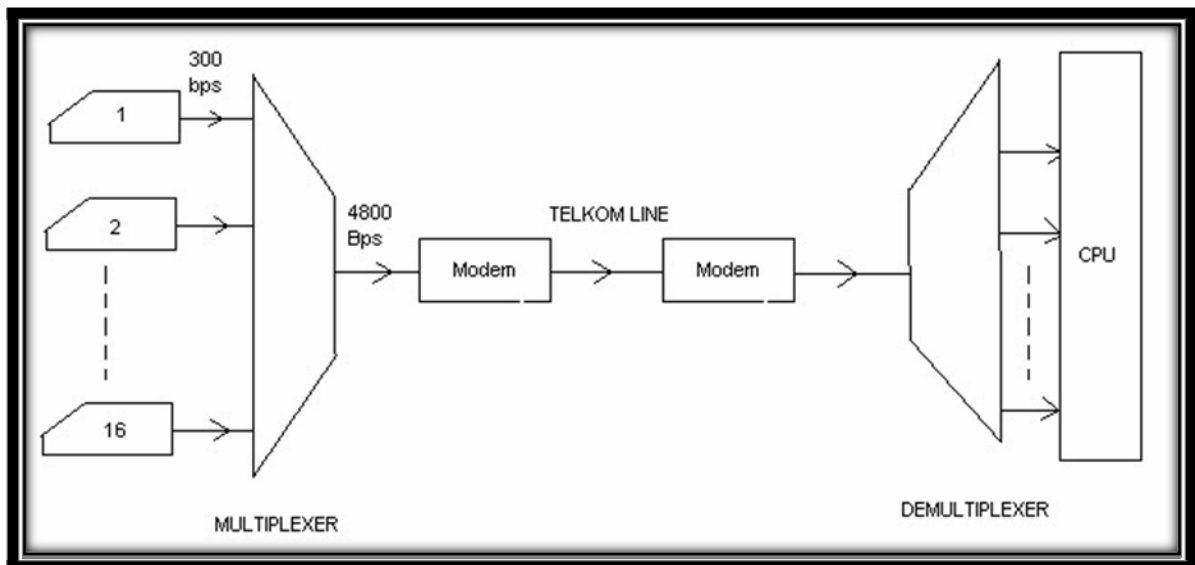 300
bps
1
2
16
MULTIPLEXER
4800
Bps
Modem
TELKOM LINE
Modem
DEMULTIPLEXER
CPU